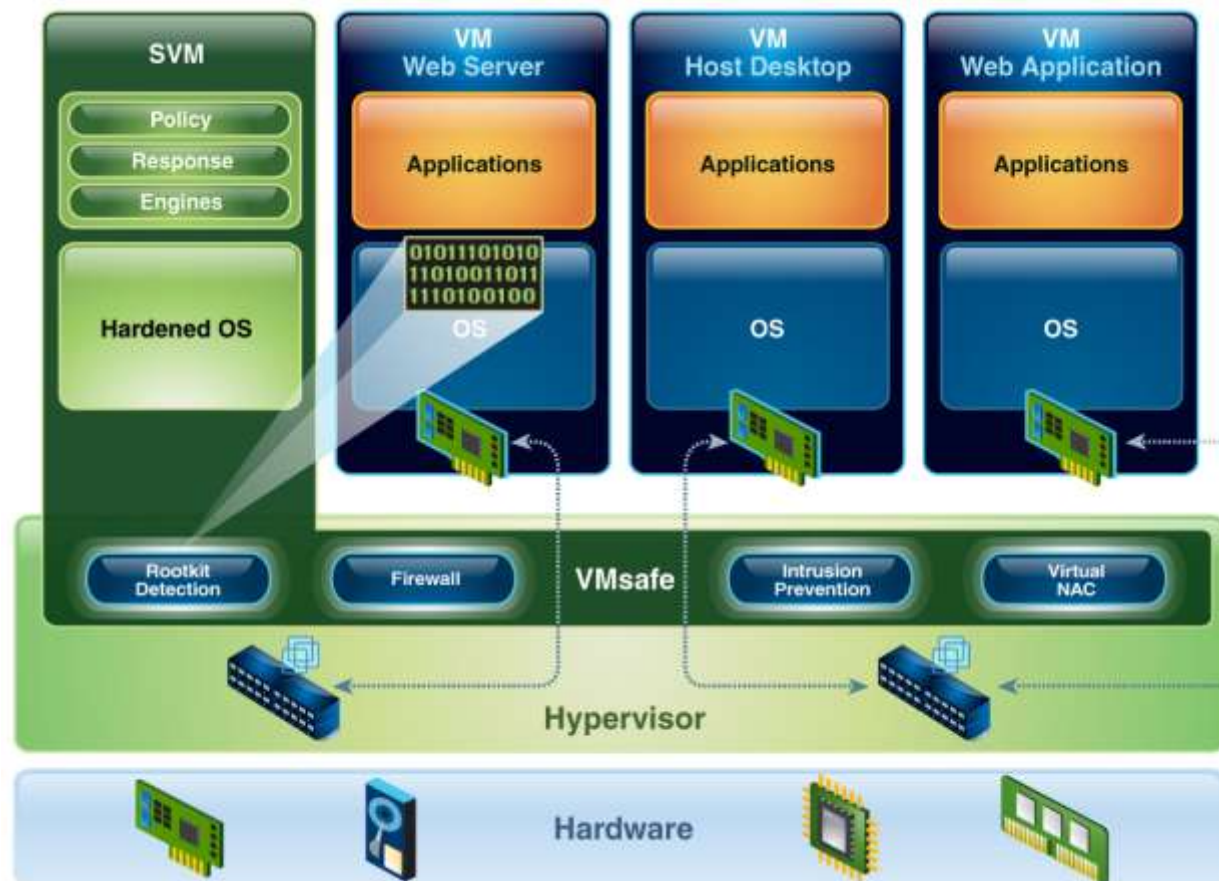 SVM
Policy
Response
Engines
Hardened OS
VM
Web Server
Applications
01011101010
11010011011
1110100100
OS
VM
Host Desktop
Applications
OS
VM
Web Application
Applications
OS
Rootkit
Detection
Firewall
VMsafe
Intrusion
Prevention
Virtual
NAC
Hypervisor
Hardware